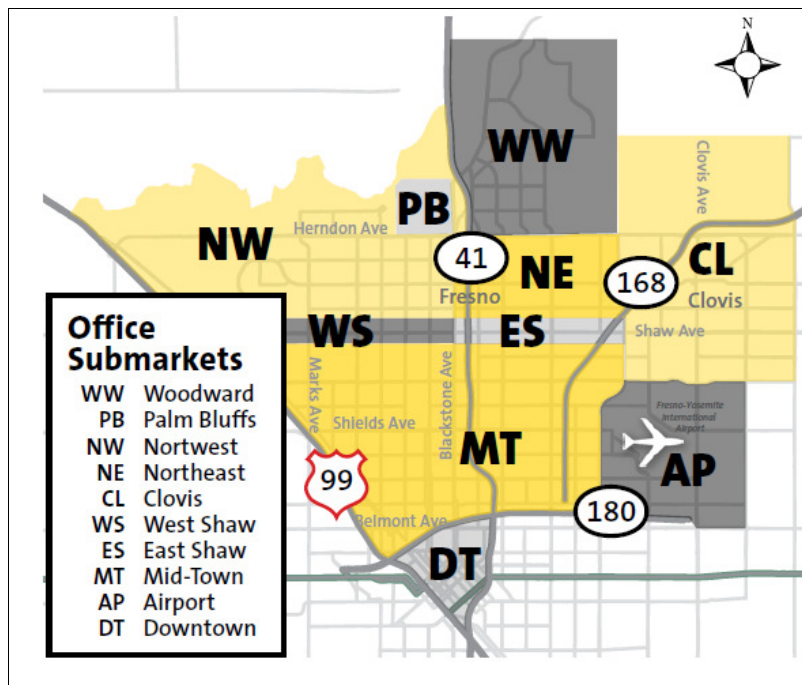 N
WW
Clovis Ave
PB
Herndon Ave
NW
41
NE
168
CL
Fresno
Clovis
WS
ES
Shaw Ave
Office
Submarkets
WW Woodward
PB Palm Bluffs
NW Nortwest
NE Northeast
CL Clovis
WS West Shaw
ES East Shaw
MT Mid-Town
AP Airport
DT Downtown
Marks Ave
Blackstone Ave
Shields Ave
Fresno-Yosemite
International
Airport
MT
AP
99
180
Belmont Ave
DT